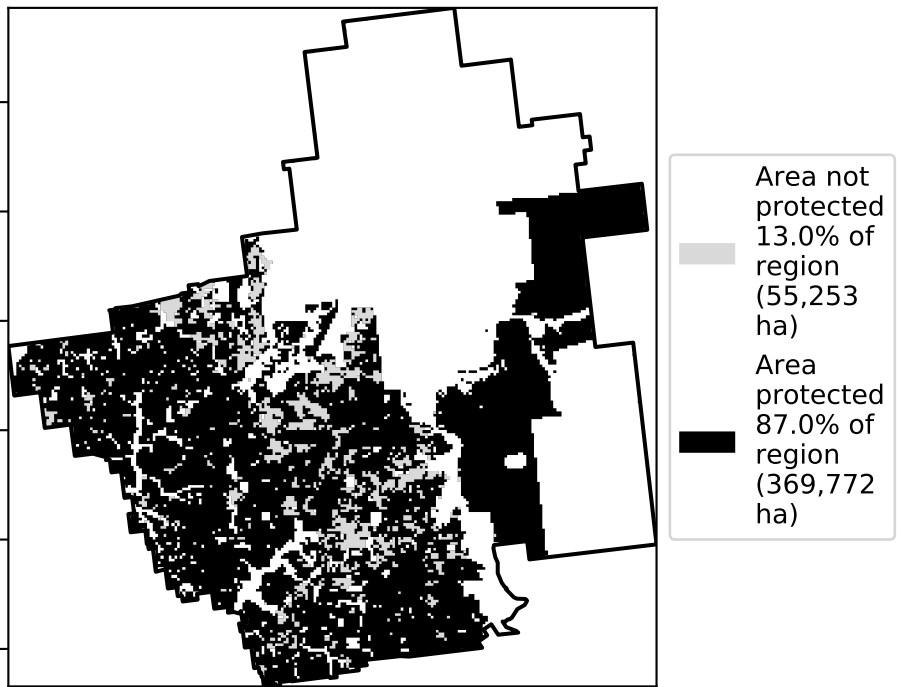 Area not
protected
13.0% of
region
(55,253
ha)
Area
protected
87.0% of
region
(369,772
ha)